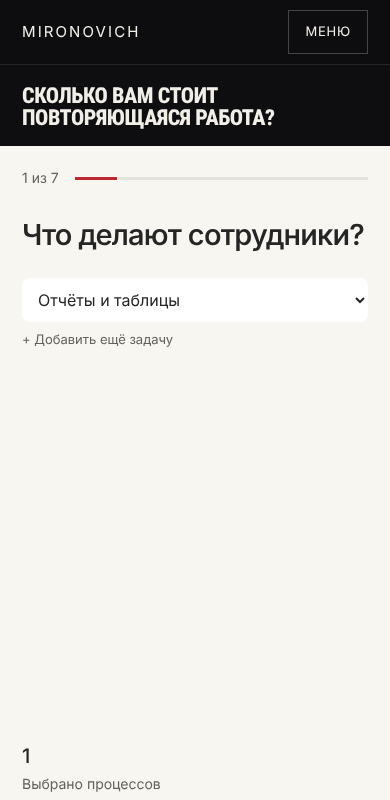 MIRONOVICH
МЕНЮ
СКОЛЬКО ВАМ СТОИТ
ПОВТОРЯЮЩАЯСЯ РАБОТА?
1 из 7
Что делают сотрудники?
Отчёты и таблицы
+ Добавить ещё задачу
1
Выбрано процессов